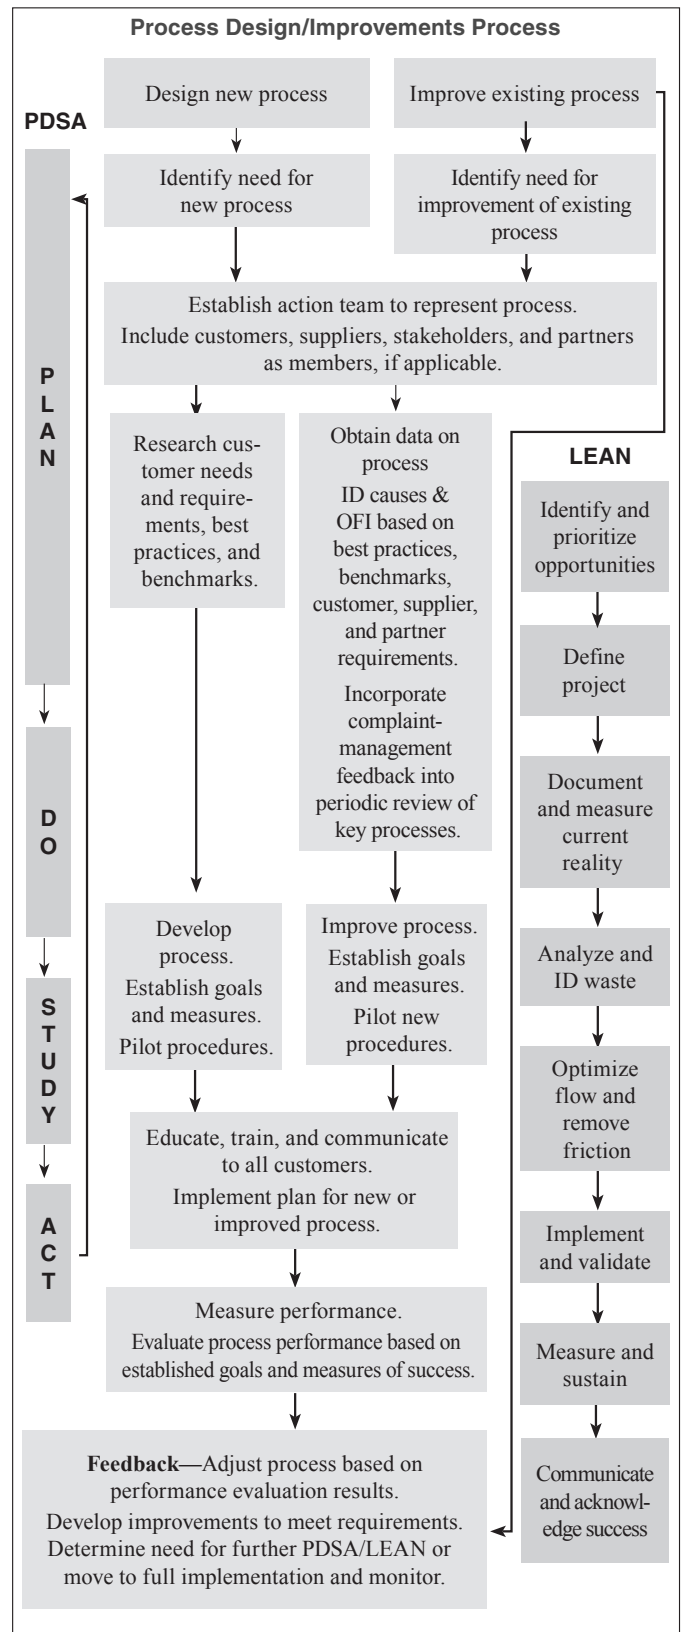 Process Design/Improvements Process
Design new process
Improve existing process
PDSA
Identify need for
new process
Identify need for
improvement of existing
process
Establish action team to represent process.
Include customers, suppliers, stakeholders, and partners
as members, if applicable.
P
L
A
N
Research cus-
tomer needs
and require-
ments, best
practices, and
benchmarks.
Obtain data on
process
ID causes &
OFI based on
best practices,
benchmarks,
customer, supplier,
and partner
requirements.
Incorporate
complaint-
management
feedback into
periodic review of
key processes.
LEAN
Identify and
prioritize
opportunities
Define
project
Document
and measure
current
reality
Analyze and
ID waste
Optimize
flow and
remove
friction
Implement
and validate
Measure and
sustain
Communicate
and acknowl-
edge success
D
O
Develop
process.
Establish goals
and measures.
Pilot procedures.
Improve process.
Establish goals
and measures.
Pilot new
procedures.
S
T
U
D
Y
Educate, train, and communicate
to all customers.
Implement plan for new or
improved process.
A
C
T
Measure performance.
Evaluate process performance based on
established goals and measures of success.
Feedback—Adjust process based on
performance evaluation results.
Develop improvements to meet requirements.
Determine need for further PDSA/LEAN or
move to full implementation and monitor.